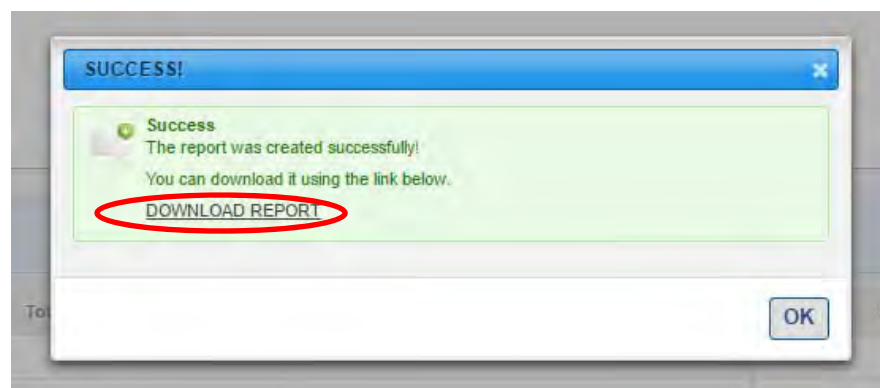 SUCCESS!
Success
The report was created successfully!
You can download it using the link below.
DOWNLOAD REPORT
OK